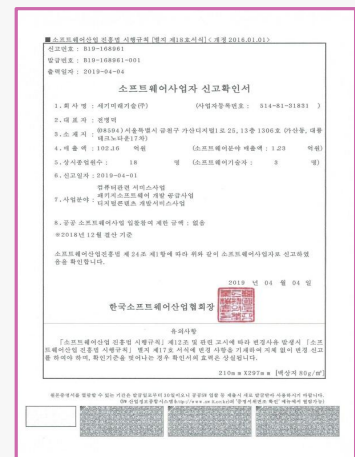 ■ 소프트웨어산업 진흥법 시행규칙 [별지 제18호서식] < 개정 2016.01.01>
신고번호 : B19-168961
발급번호 : B19-168961-001
출력일자 : 2019-04-04
소프트웨어사업자 신고확인서
1. 회 사 명 : 세기미래기술(주) (사업자등록번호 : 514-81-31831 )
2. 대 표 자 : 전병덕
3. 소 재 지 : (08594)서울특별시 금천구 가산디지털1로 25, 13층 1306호 (가산동, 대륭
테크노타운17차)
4. 매 출 액 : 102.16 억원 (소프트웨어분야 매출액 : 1.23 억원)
5. 상시종업원수 : 18 명 (소프트웨어기술자 : 3 명)
6. 신고일자 : 2019-04-01
컴퓨터관련 서비스사업
7. 사업분야 : 패키지소프트웨어 개발 공급사업
디지털콘텐츠 개발서비스사업
8. 공공 소프트웨어사업 입찰참여 제한 금액 : 없음
※2018년 12월 결산 기준
소프트웨어산업진흥법 제 24조 제1항에 따라 위와 같이 소프트웨어사업자로 신고하였
음을 확인합니다.
2019 년 04 월 04 일
한국소프트웨어산업협회장
유의사항
「소프트웨어산업 진흥법 시행규칙」 제12조 및 관련 고시에 따라 변경사유 발생시 「소프
트웨어산업 진흥법 시행규칙」 별지 제17호 서식에 변경 사항을 기재하여 지체 없이 변경 신고
를 하여야 하며, 확인기준을 벗어나는 경우 확인서의 효력은 상실됩니다.
210mm X297mm [백상지 80g/㎡]